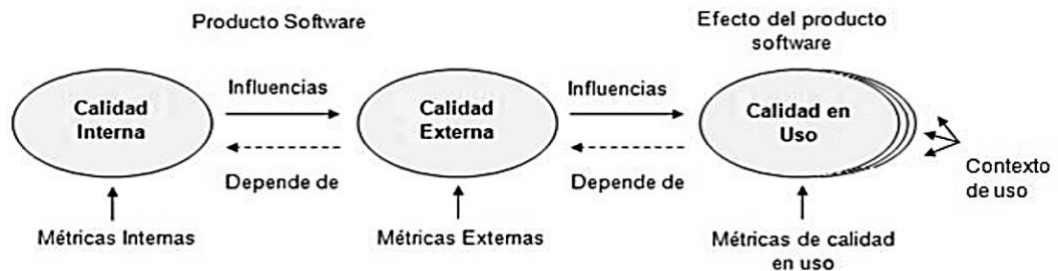 Producto Software
Efecto del producto
software
Calidad
Interna
Influencias
Depende de
Calidad
Externa
Influencias
Depende de
Calidad en
Uso
Contexto
de uso
Métricas Internas
Métricas Externas
Métricas de calidad
en uso